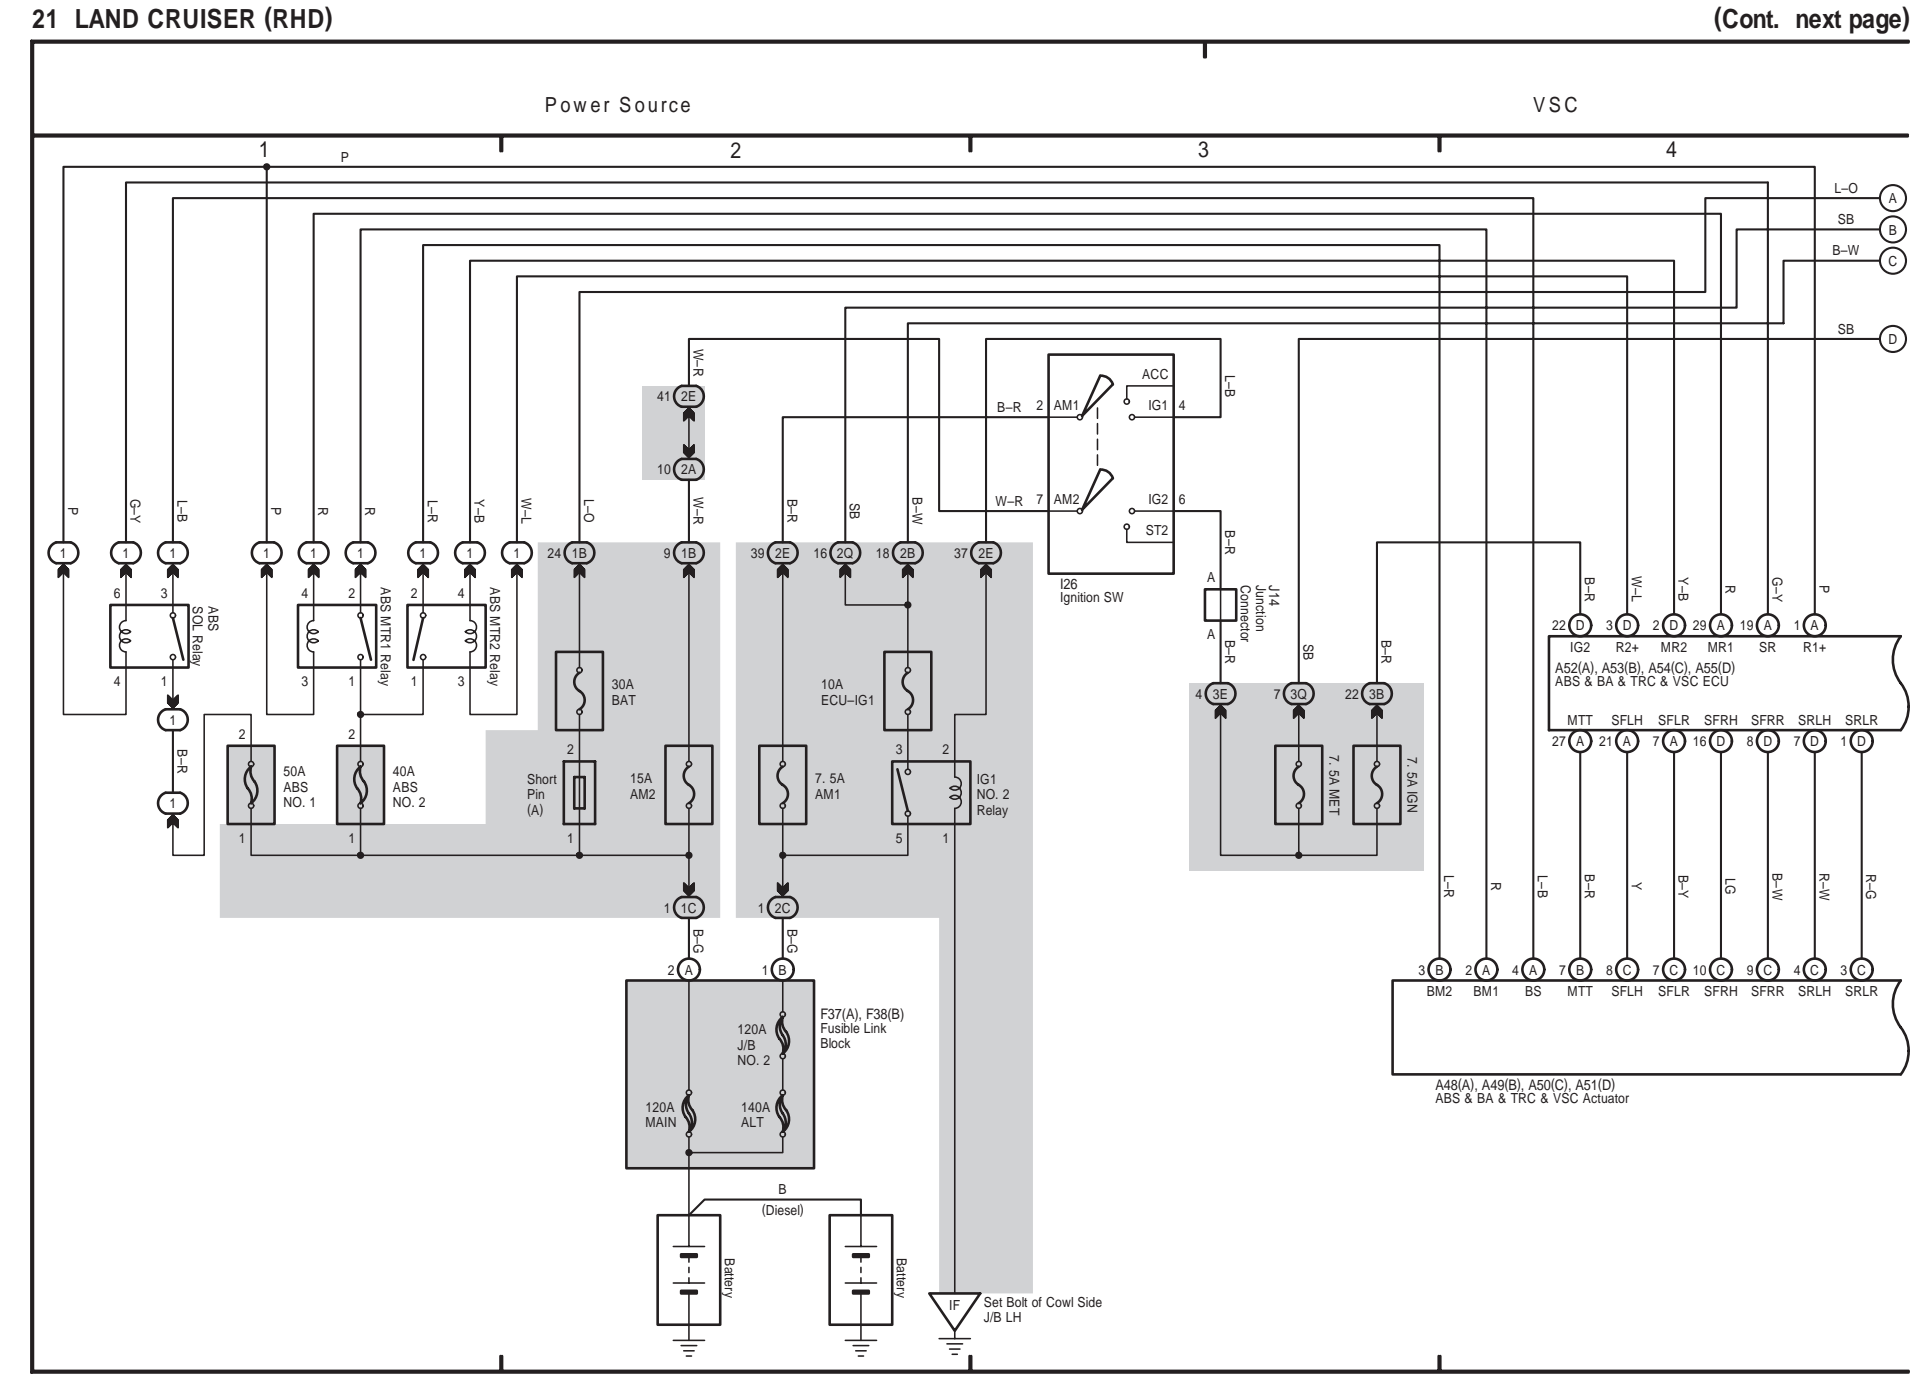 21 LAND CRUISER (RHD)
(Cont. next page)
Power Source
VSC
1
2
3
4
P
L–O
A
SB
B
B–W
C
SB
D
W–R
41
2E
10
2A
W–R
B–R
2
AM1
ACC
IG1
4
L–B
W–R
7
AM2
IG2
6
ST2
I26
Ignition SW
P
G–Y
L–B
P
R
R
L–R
Y–B
W–L
L–O
B–R
SB
B–W
B–R
1
1
1
1
1
1
1
1
1
24
1B
9
1B
39
2E
16
2Q
18
2B
37
2E
A
J14
Junction
Connector
A
B–R
SB
B–R
B–R
W–L
Y–B
R
G–Y
P
6
3
4
2
2
4
ABS
SOL Relay
ABS MTR1 Relay
ABS MTR2 Relay
4
1
3
1
1
3
22
D
3
D
2
D
29
A
19
A
1
A
IG2
R2+
MR2
MR1
SR
R1+
A52(A), A53(B), A54(C), A55(D)
ABS & BA & TRC & VSC ECU
MTT
SFLH
SFLR
SFRH
SFRR
SRLH
SRLR
27
A
21
A
7
A
16
D
8
D
7
D
1
D
4
3E
7
3Q
22
3B
30A
BAT
10A
ECU–IG1
1
B–R
1
2
50A
ABS
NO. 1
1
2
40A
ABS
NO. 2
1
2
Short
Pin
(A)
1
15A
AM2
7. 5A
AM1
3
2
IG1
NO. 2
Relay
5
1
7. 5A MET
7. 5A IGN
1
1C
1
2C
B–G
B–G
L–R
R
L–B
B–R
Y
B–Y
LG
B–W
R–W
R–G
2
A
1
B
3
B
2
A
4
A
7
B
8
C
7
C
10
C
9
C
4
C
3
C
BM2
BM1
BS
MTT
SFLH
SFLR
SFRH
SFRR
SRLH
SRLR
F37(A), F38(B)
Fusible Link
Block
120A
J/B
NO. 2
120A
MAIN
140A
ALT
A48(A), A49(B), A50(C), A51(D)
ABS & BA & TRC & VSC Actuator
B
(Diesel)
Battery
Battery
IF
Set Bolt of Cowl Side
J/B LH